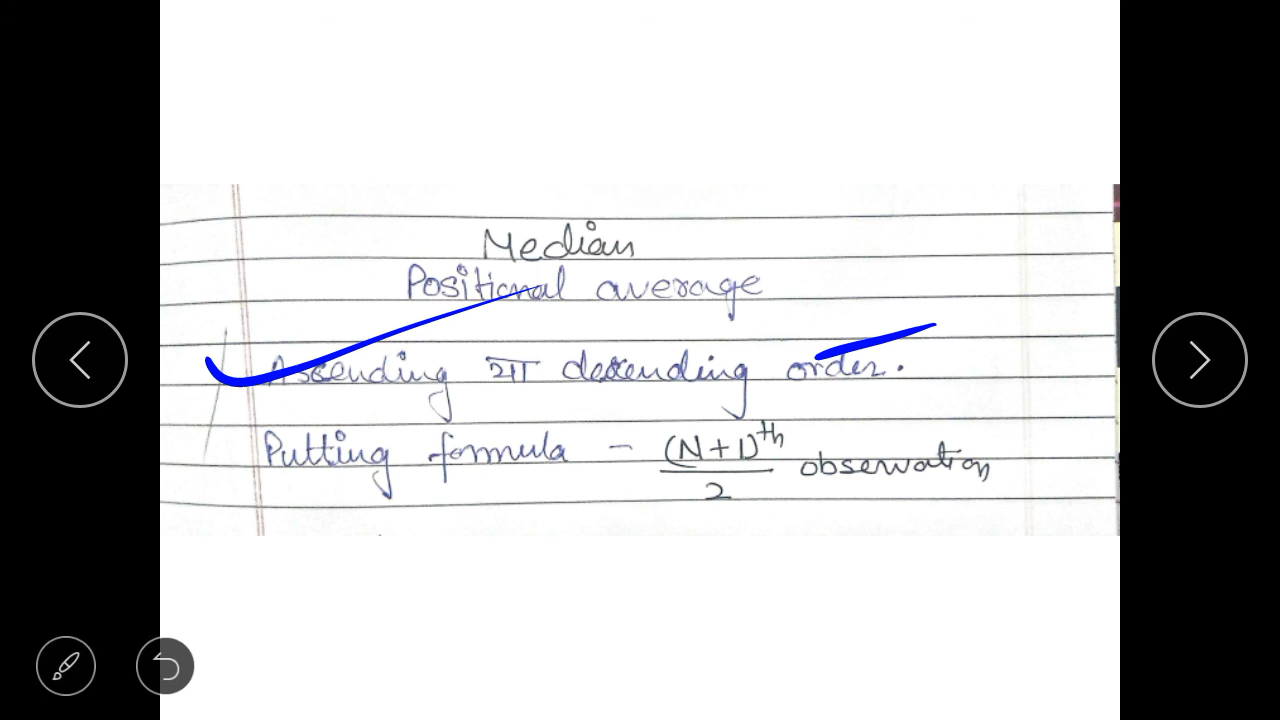 Median
Positional average
Ascending या descending order.
Putting formula - (N+1)th/2 observation